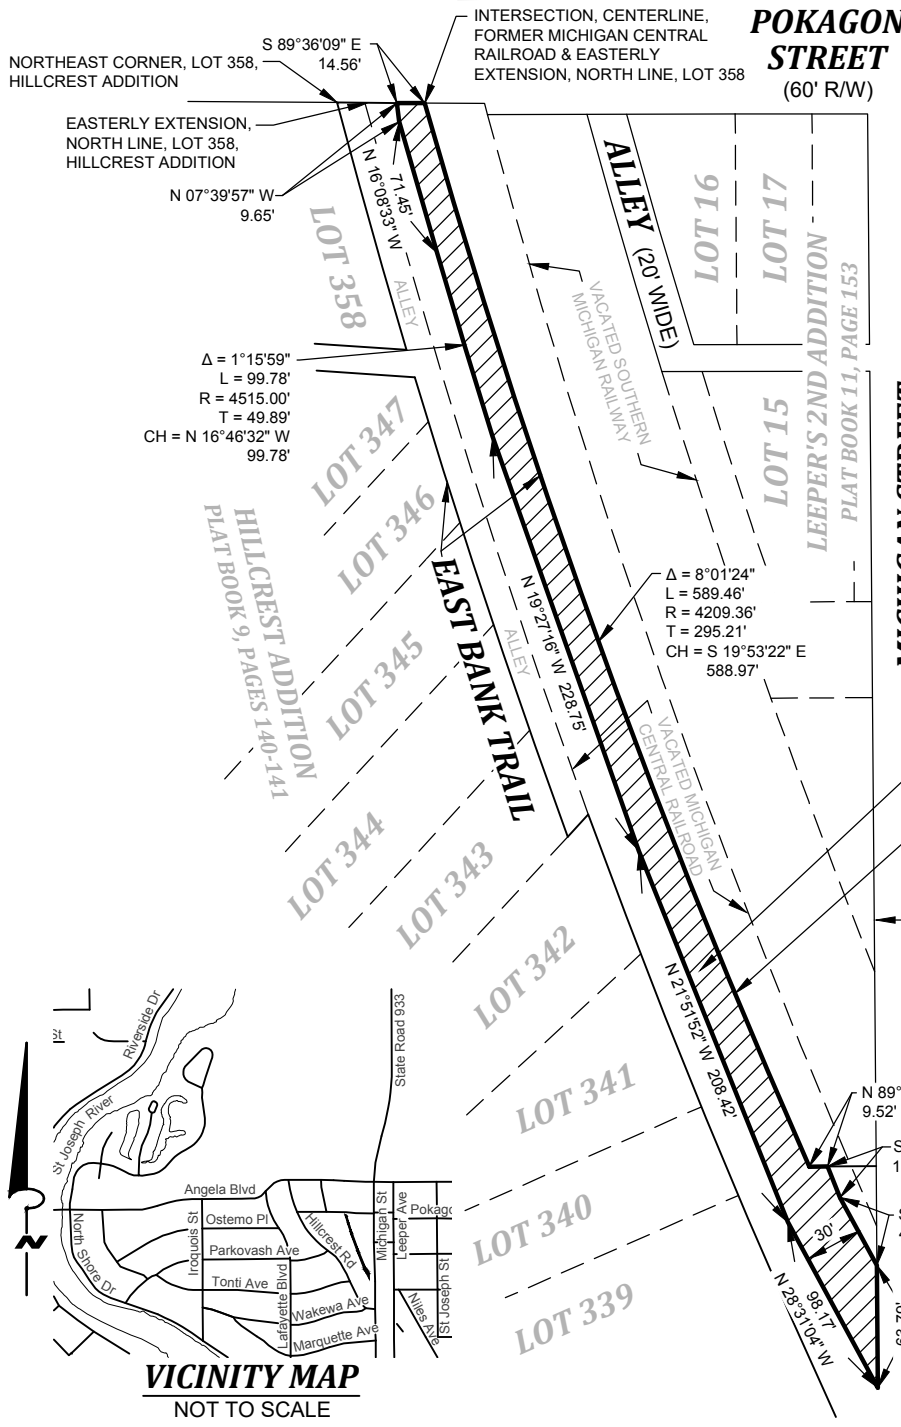 POKAGON
STREET
(60' R/W)
INTERSECTION, CENTERLINE,
FORMER MICHIGAN CENTRAL
RAILROAD & EASTERLY
EXTENSION, NORTH LINE, LOT 358
S 89°36'09" E
14.56'
NORTHEAST CORNER, LOT 358,
HILLCREST ADDITION
EASTERLY EXTENSION,
NORTH LINE, LOT 358,
HILLCREST ADDITION
N 07°39'57" W
9.65'
71.45'
N 16°08'33" W
LOT 358
ALLEY
ALLEY (20' WIDE)
LOT 16
LOT 17
LEEPER'S 2ND ADDITION
PLAT BOOK 11, PAGE 153
VACATED SOUTHERN
MICHIGAN RAILWAY
Δ = 1°15'59"
L = 99.78'
R = 4515.00'
T = 49.89'
CH = N 16°46'32" W
99.78'
LOT 15
MICHIGAN STREET
LOT 347
LOT 346
HILLCREST ADDITION
PLAT BOOK 9, PAGES 140-141
EAST BANK TRAIL
N 19°27'16" W 228.75'
Δ = 8°01'24"
L = 589.46'
R = 4209.36'
T = 295.21'
CH = S 19°53'22" E
588.97'
LOT 345
ALLEY
VACATED MICHIGAN
CENTRAL RAILROAD
LOT 344
LOT 343
LOT 342
N 21°51'52" W 208.42'
LOT 341
N 89°
9.52'
S
1
LOT 340
30'
LOT 339
98.17'
N 28°31'04" W
St
Riverside Dr
State Road 933
St Joseph River
Angela Blvd
Ostemo Pl
Parkovash Ave
Tonti Ave
Wakewa Ave
Marquette Ave
North Shore Dr
Iroquois St
Lafayette Blvd
Hillcrest Rd
Michigan St
Leeper Ave
Pokago
Niles Ave
St Joseph St
N
VICINITY MAP
NOT TO SCALE